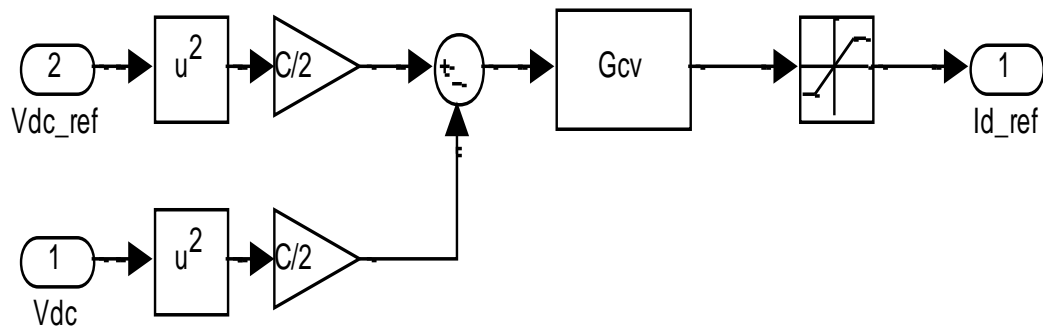 2
u²
C/2
+
-
Gcv
1
Vdc_ref
Id_ref
1
u²
C/2
Vdc